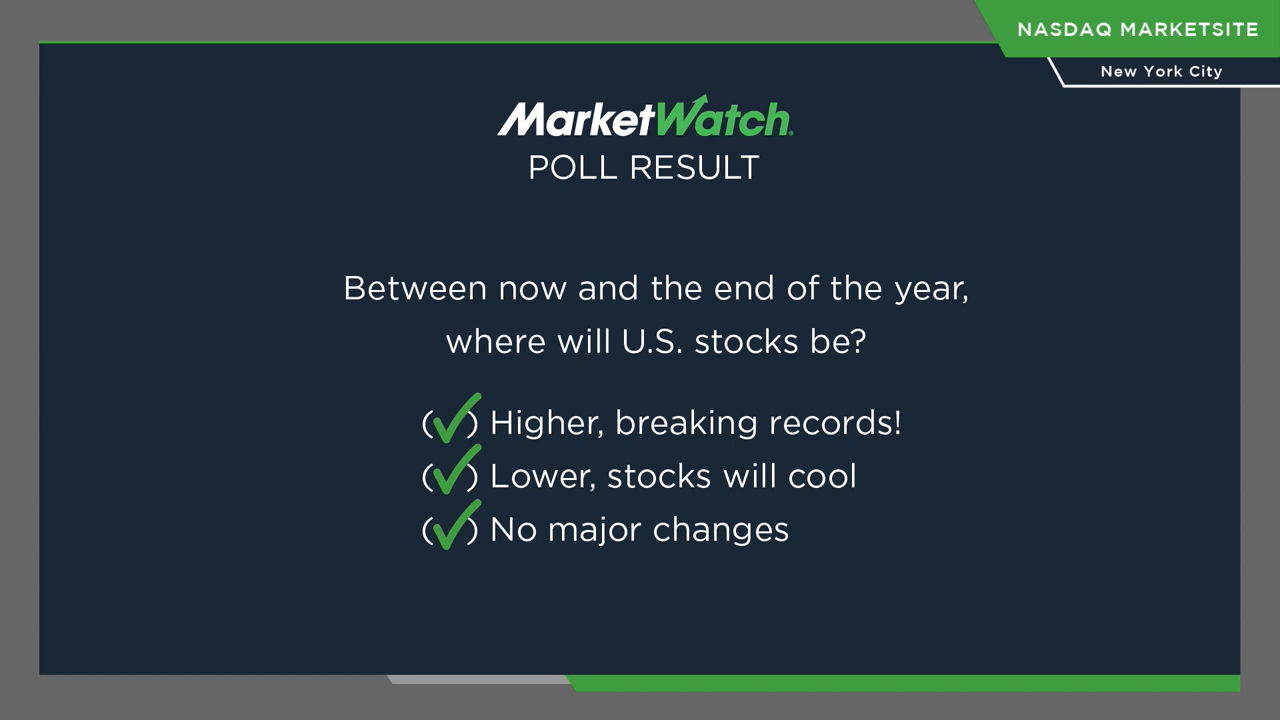 NASDAQ MARKETSITE
New York City
MarketWatch
POLL RESULT
Between now and the end of the year,
where will U.S. stocks be?
(✓) Higher, breaking records!
(✓) Lower, stocks will cool
(✓) No major changes